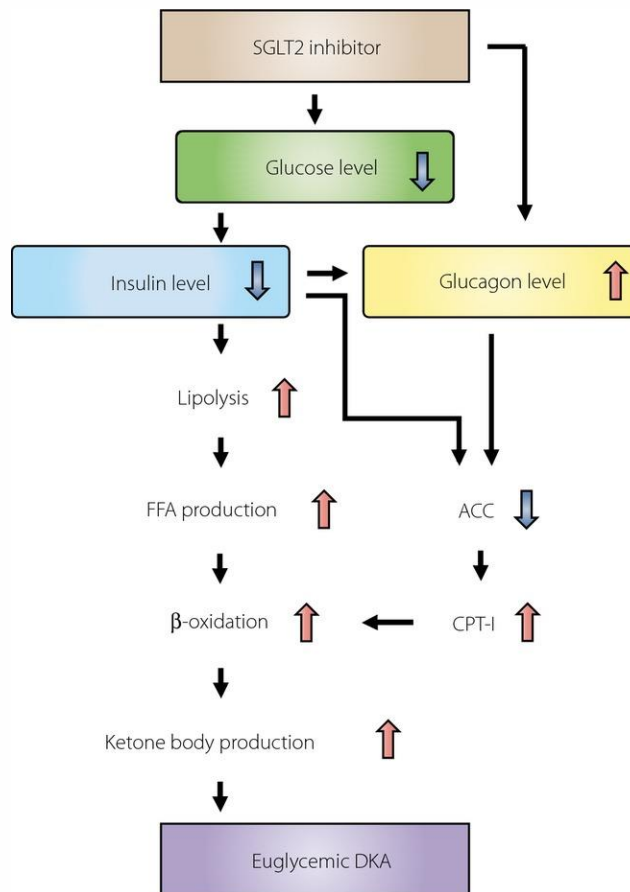 SGLT2 inhibitor
Glucose level
Insulin level
Glucagon level
Lipolysis
FFA production
ACC
β-oxidation
CPT-I
Ketone body production
Euglycemic DKA